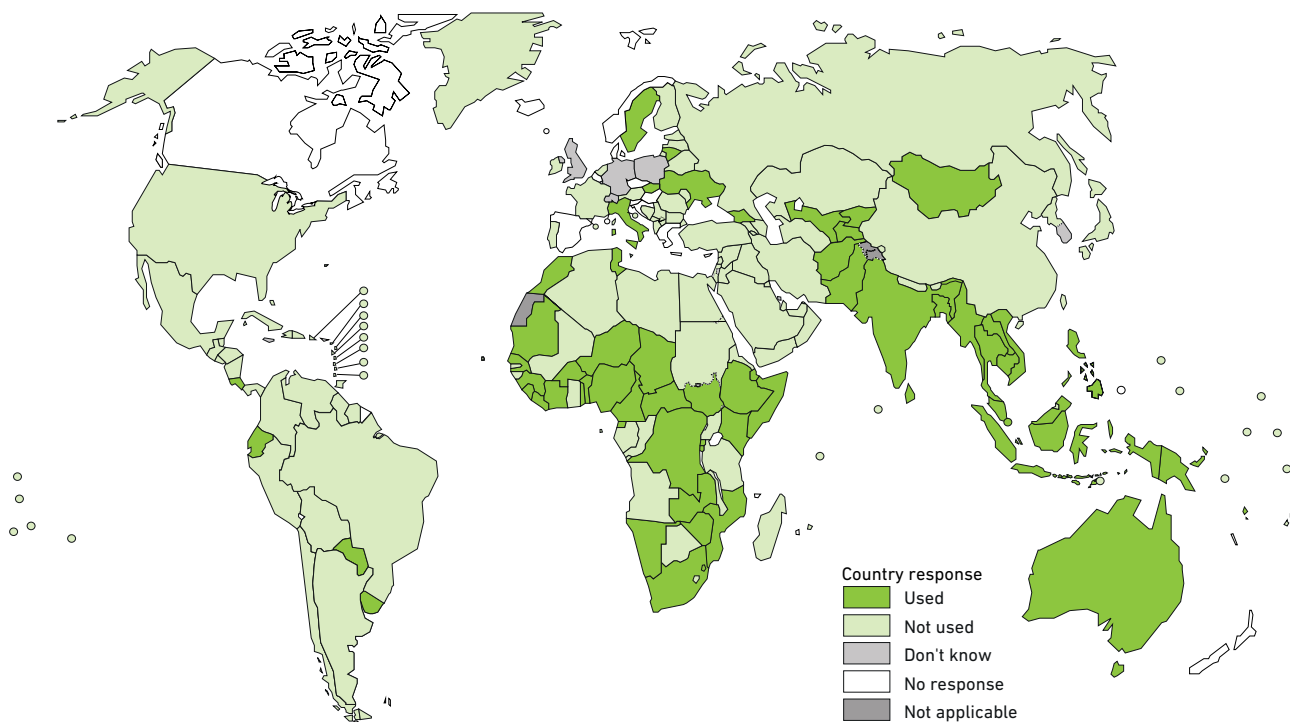 Country response
Used
Not used
Don't know
No response
Not applicable